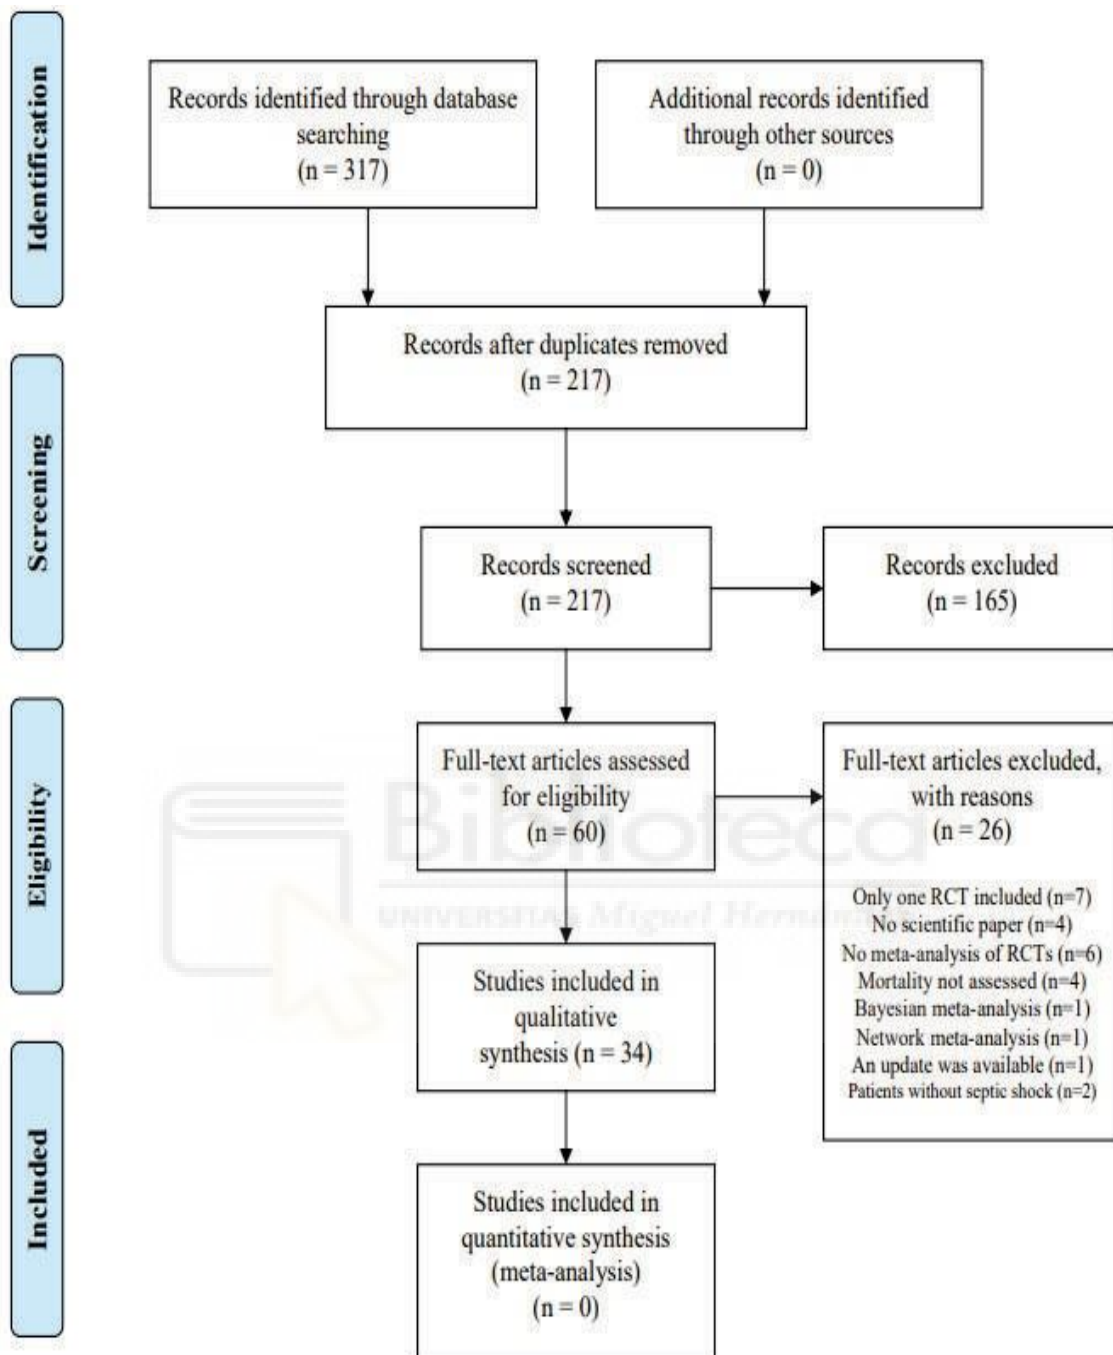 Identification
Records identified through database
searching
(n = 317)
Additional records identified
through other sources
(n = 0)
Records after duplicates removed
(n = 217)
Screening
Records screened
(n = 217)
Records excluded
(n = 165)
Eligibility
Full-text articles assessed
for eligibility
(n = 60)
Full-text articles excluded,
with reasons
(n = 26)
Only one RCT included (n=7)
No scientific paper (n=4)
No meta-analysis of RCTs (n=6)
Mortality not assessed (n=4)
Bayesian meta-analysis (n=1)
Network meta-analysis (n=1)
An update was available (n=1)
Patients without septic shock (n=2)
Biblioteca
UNIVERSITAS Miguel Hernández
Studies included in
qualitative
synthesis (n = 34)
Included
Studies included in
quantitative synthesis
(meta-analysis)
(n = 0)